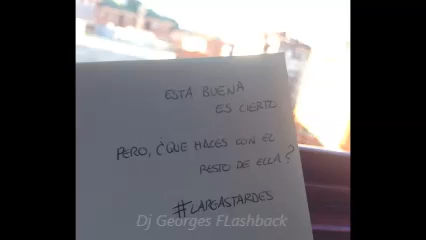 ESTA BUENA
ES CIERTO
PERO, ¿QUE HACES CON EL
RESTO DE ELLA?
#LARGASTARDES
Dj Georges FLashback